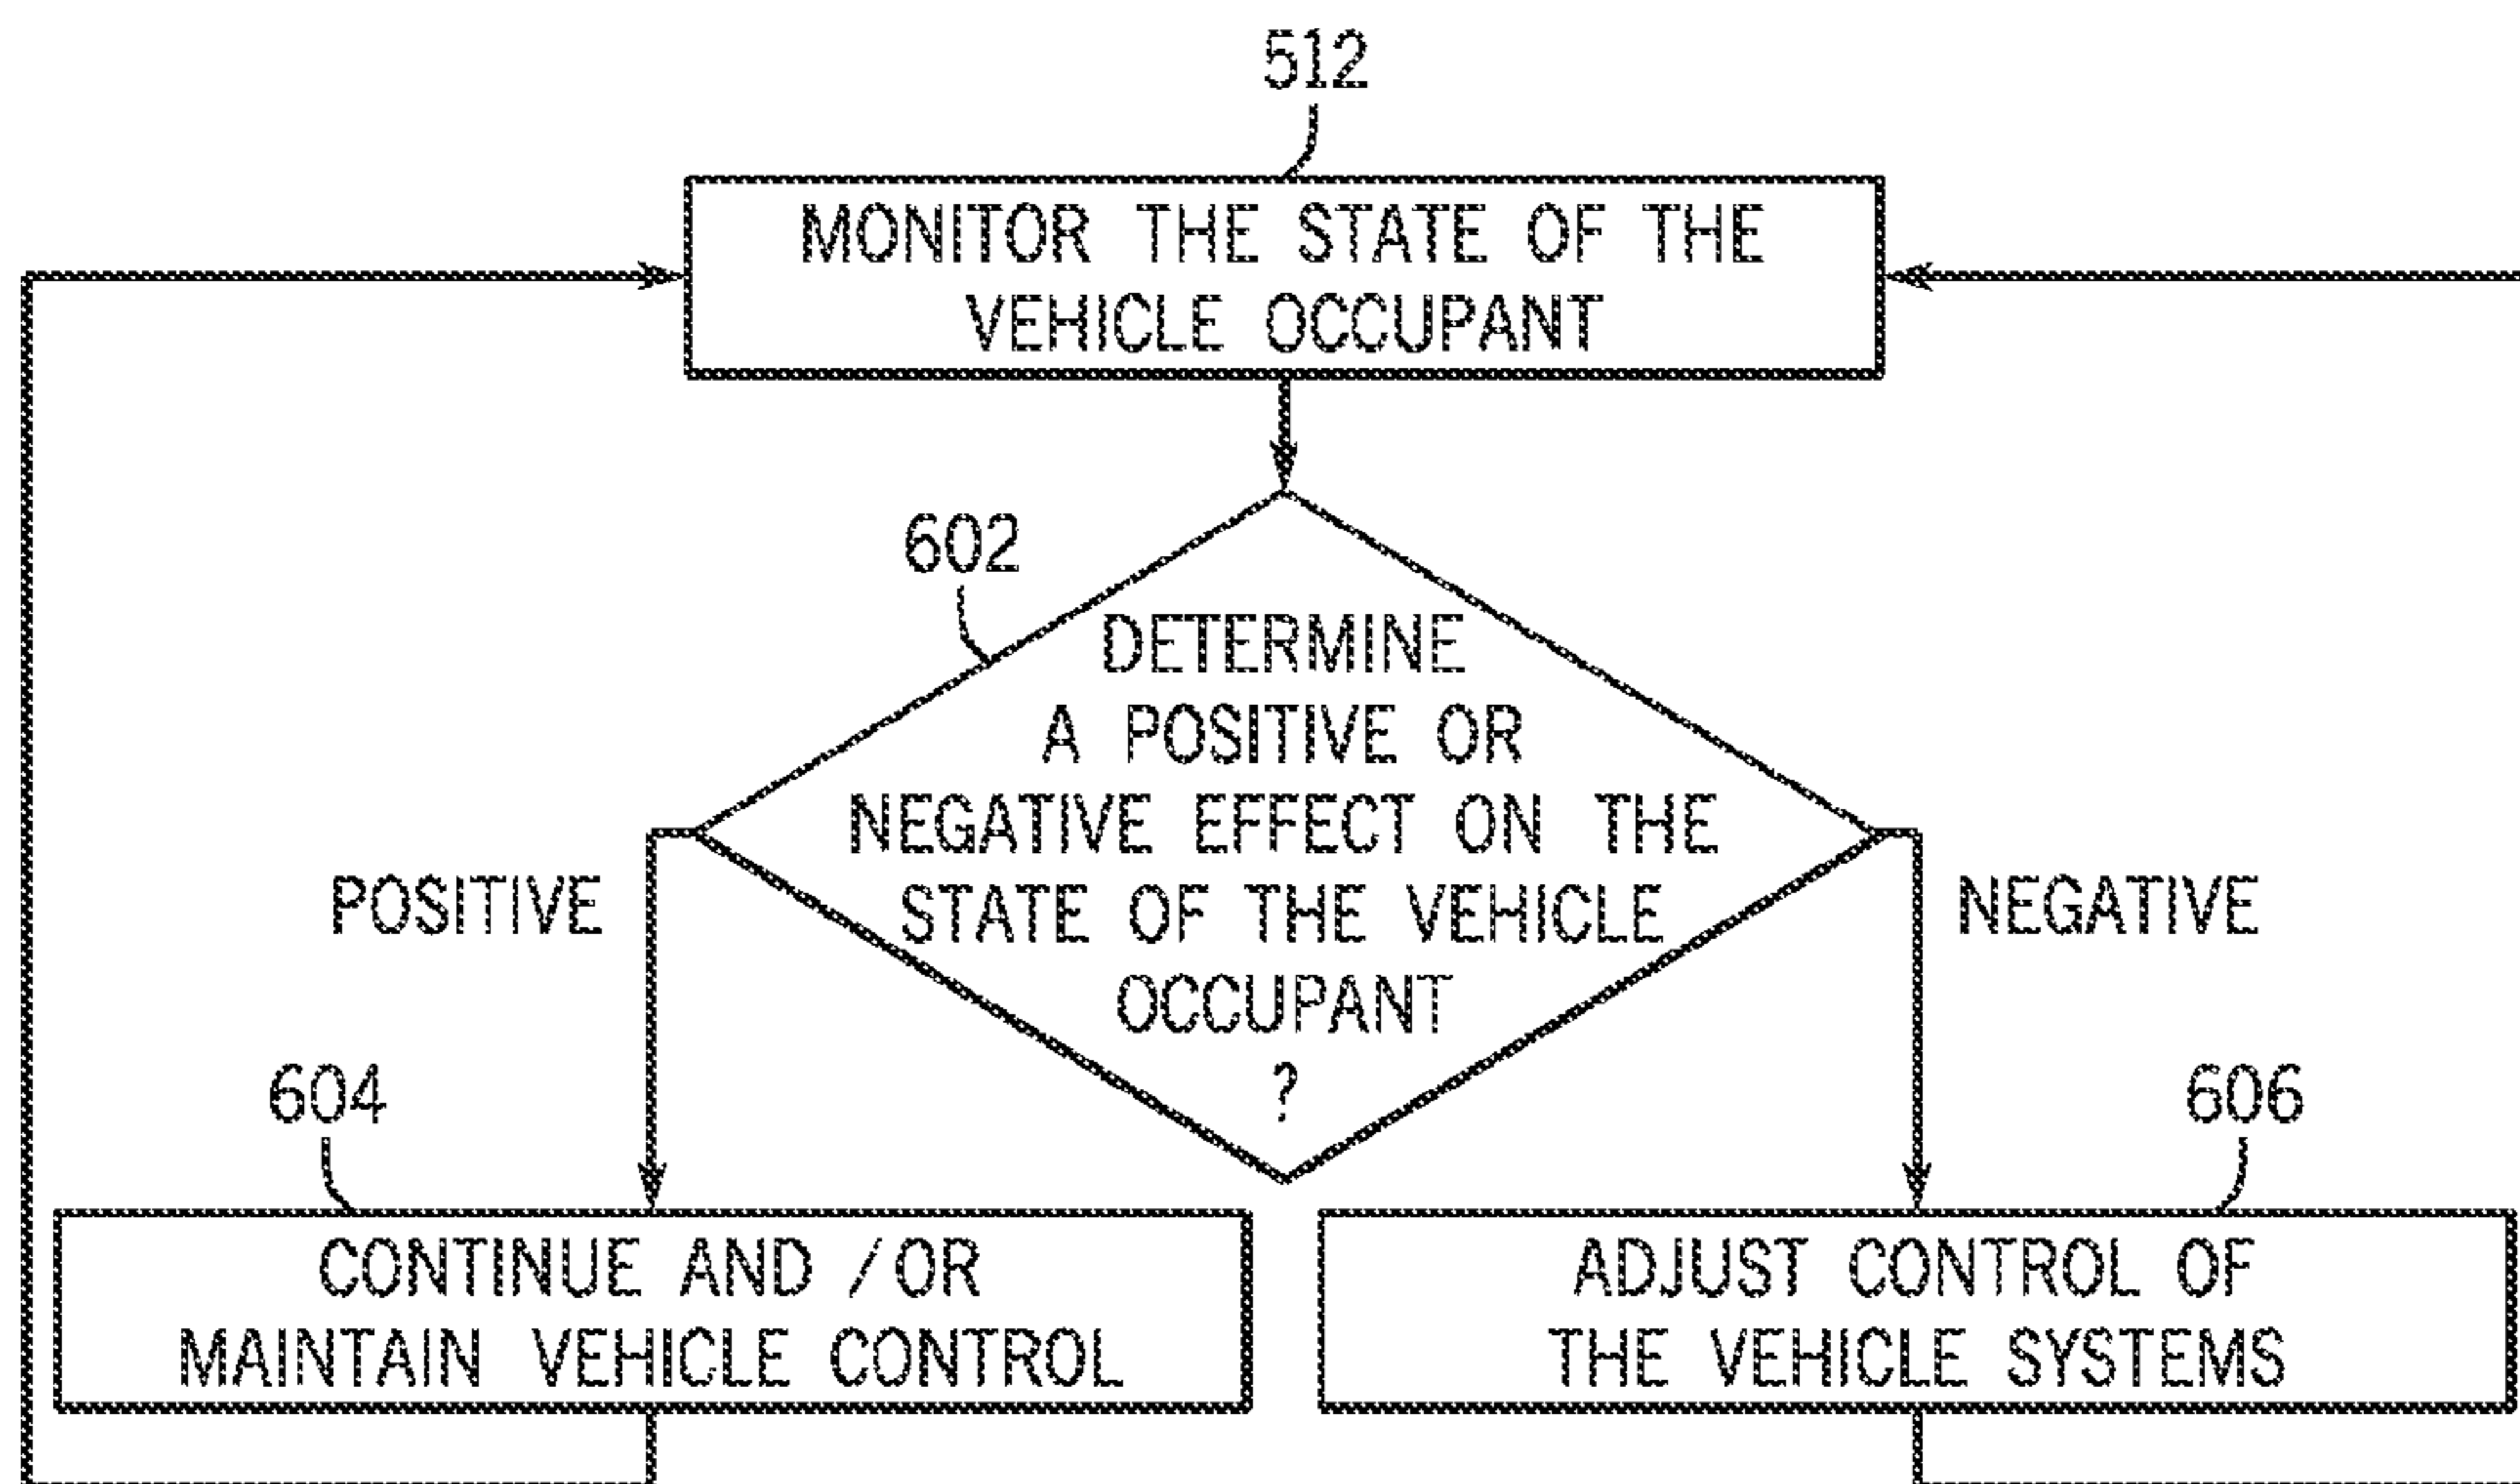 512
MONITOR THE STATE OF THE
VEHICLE OCCUPANT
602
DETERMINE
A POSITIVE OR
NEGATIVE EFFECT ON THE
STATE OF THE VEHICLE
OCCUPANT
?
POSITIVE
NEGATIVE
604
CONTINUE AND /OR
MAINTAIN VEHICLE CONTROL
606
ADJUST CONTROL OF
THE VEHICLE SYSTEMS